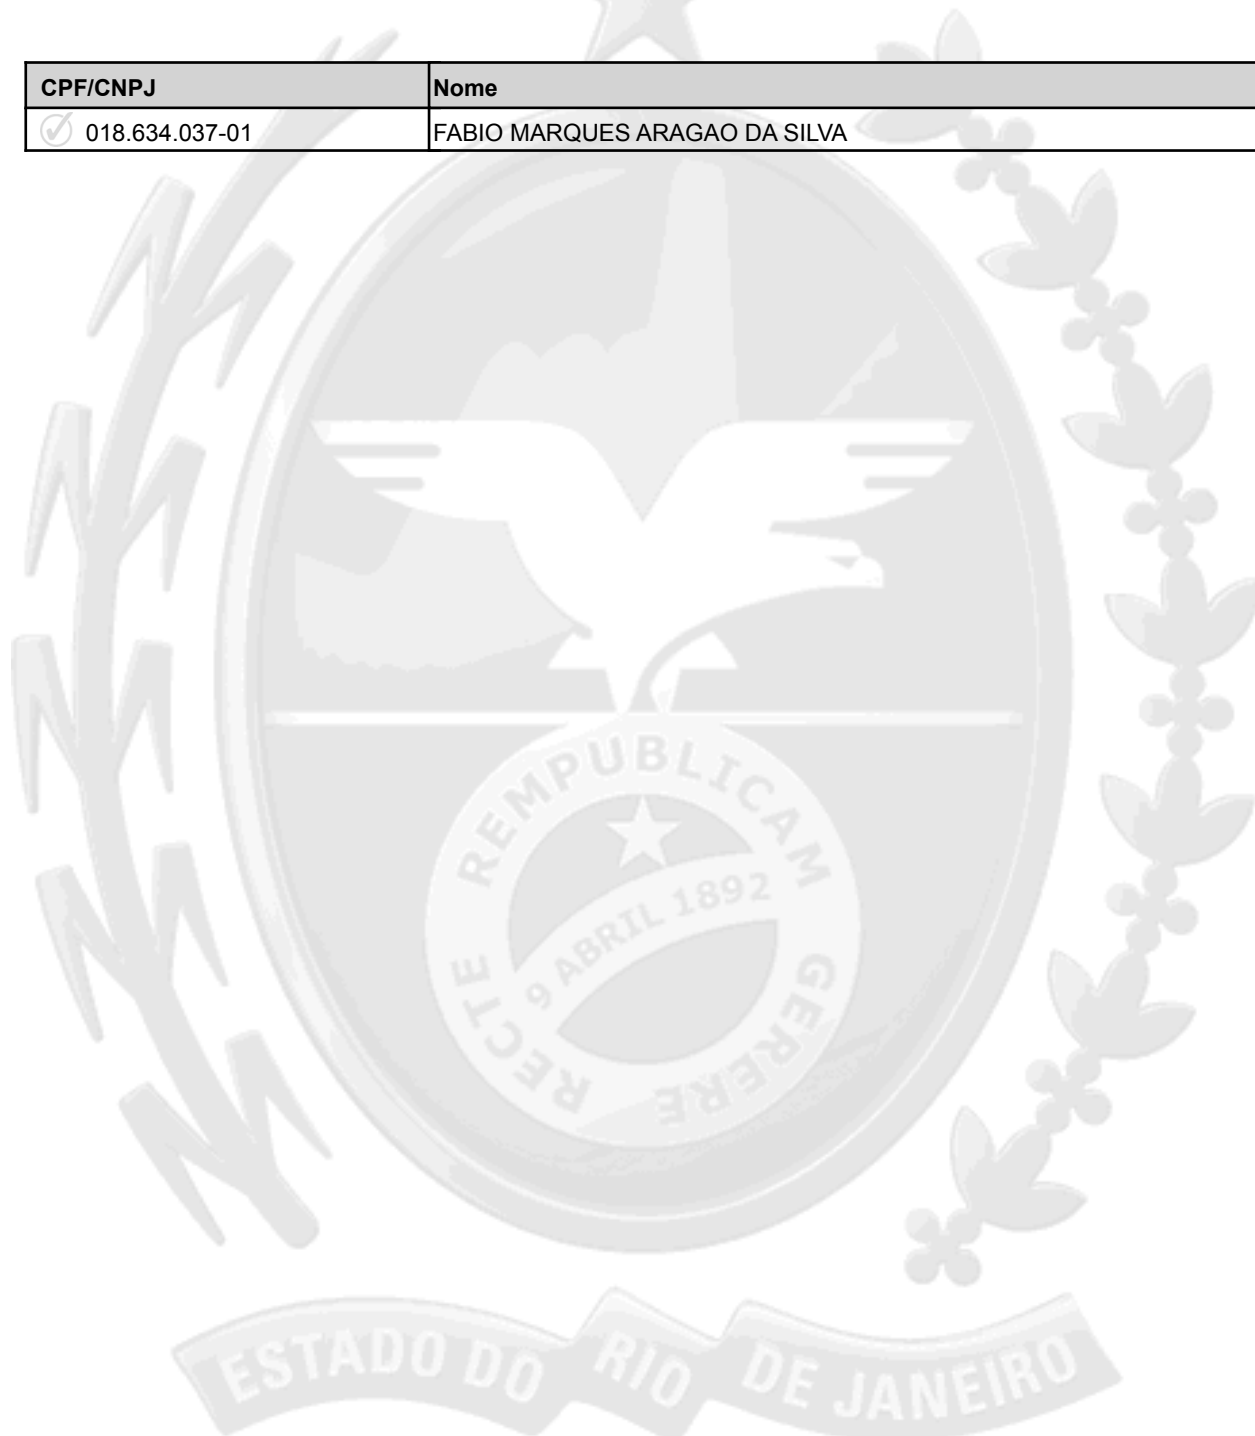 CPF/CNPJ Nome
018.634.037-01 FABIO MARQUES ARAGAO DA SILVA
REMPUBLICAM
9 ABRIL 1892
RECTE GERERE
ESTADO DO RIO DE JANEIRO